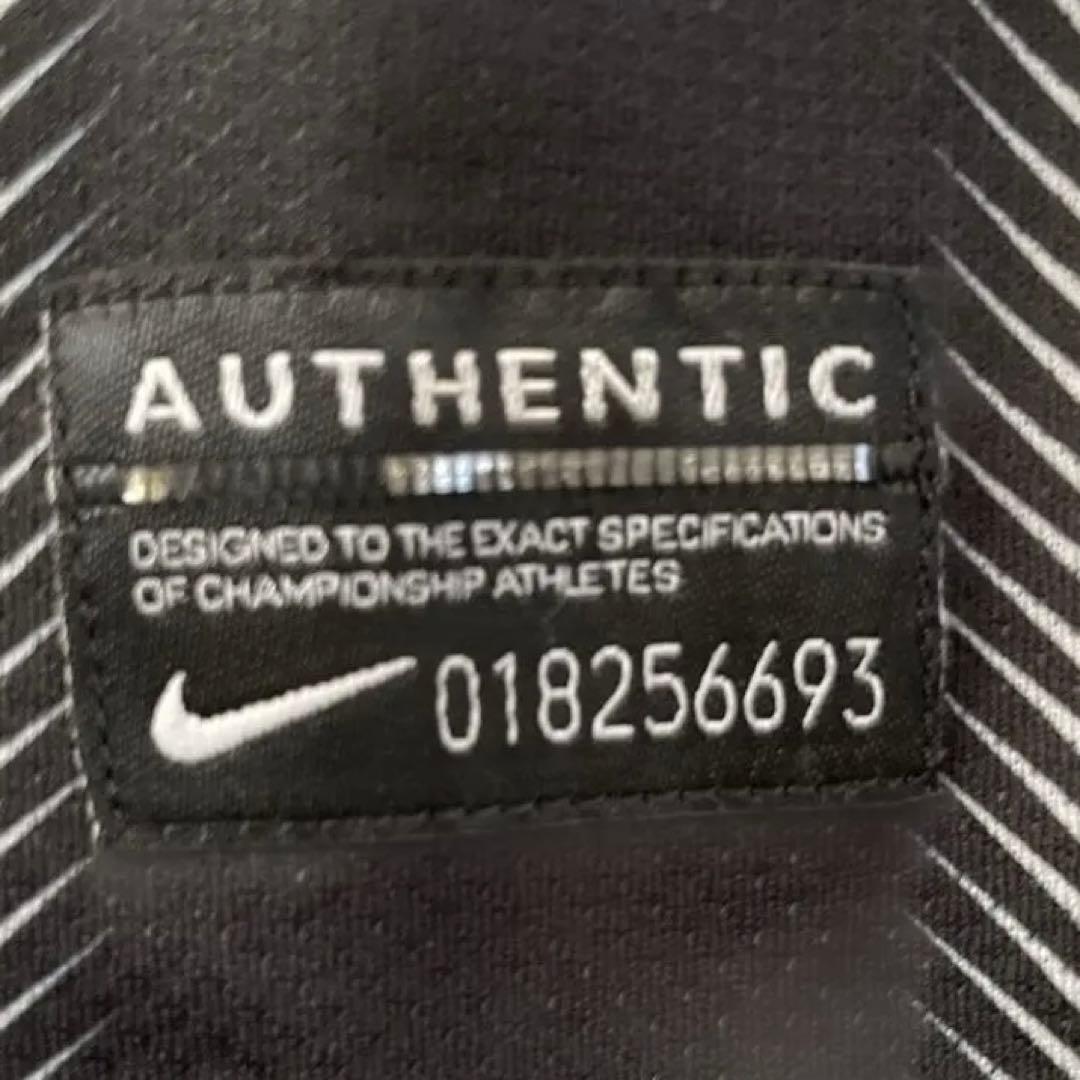 AUTHENTIC
DESIGNED TO THE EXACT SPECIFICATIONS
OF CHAMPIONSHIP ATHLETES
018256693